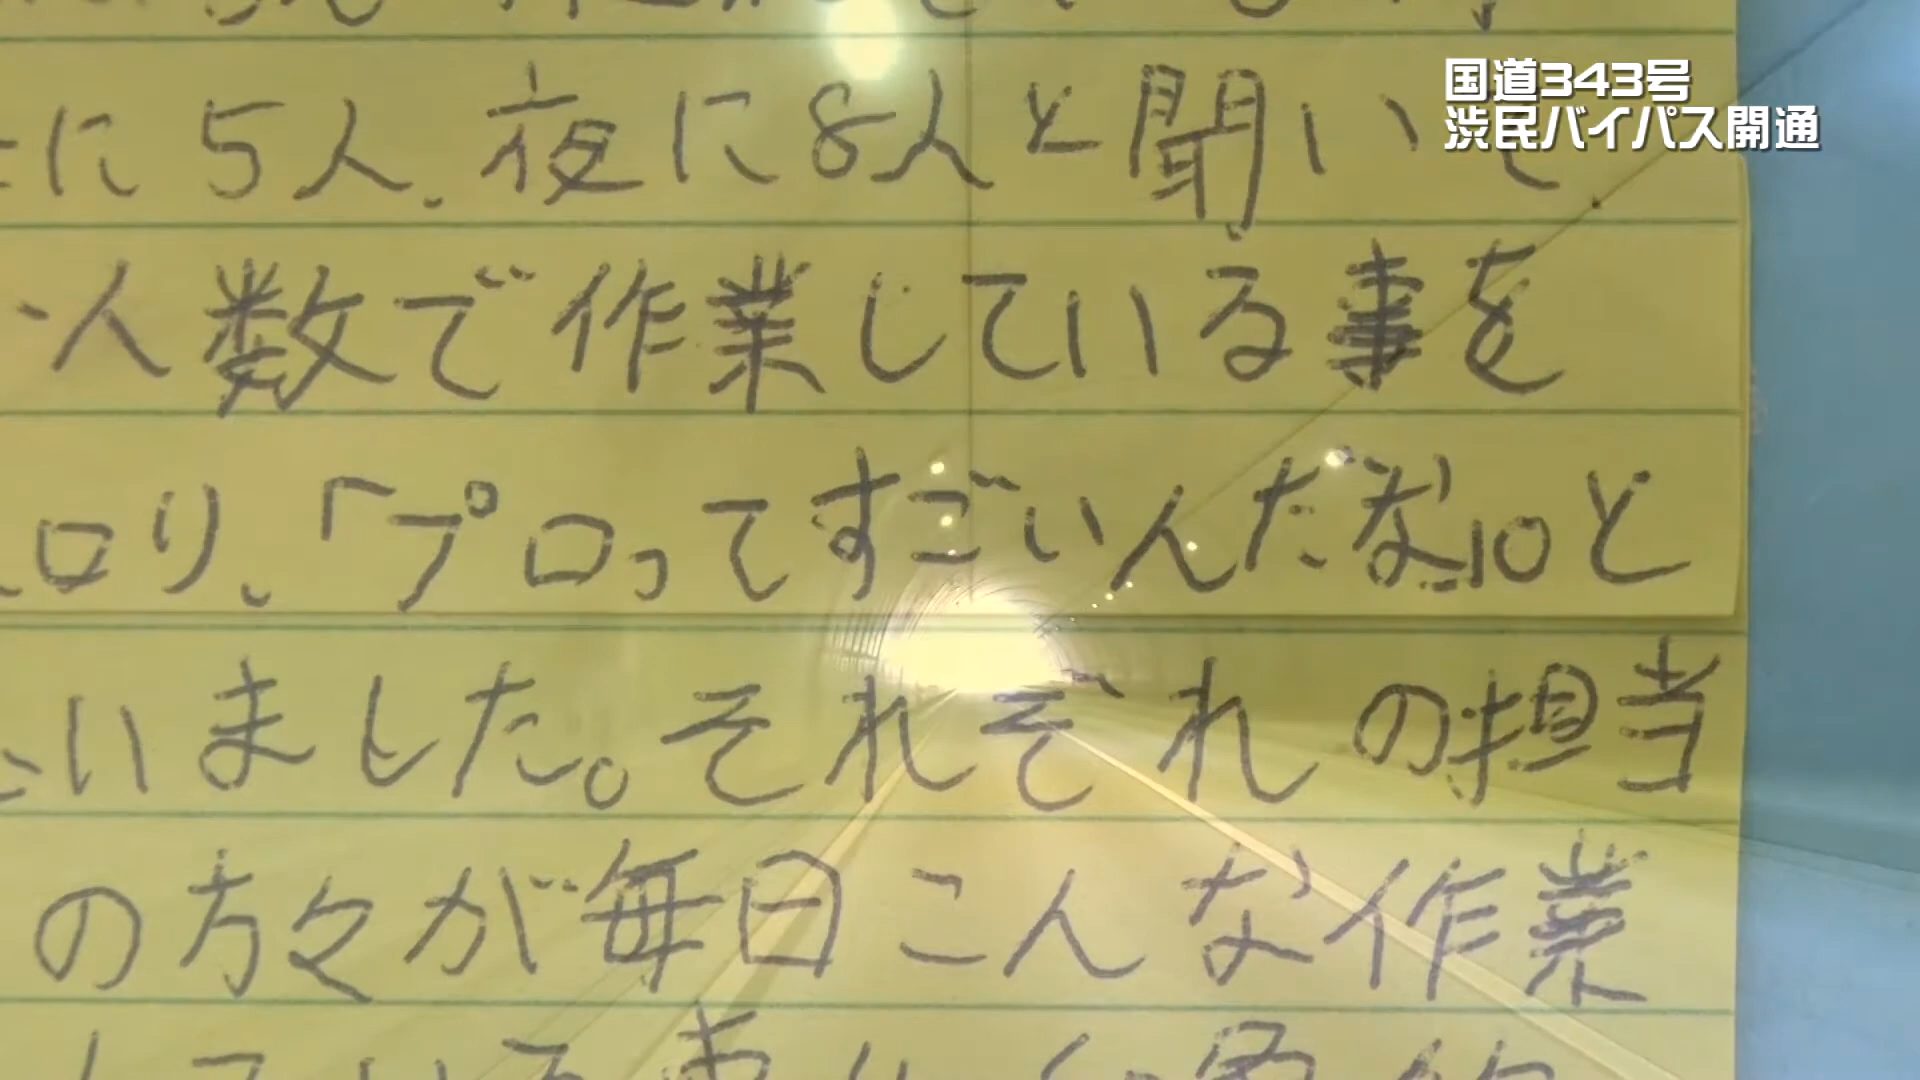 国道343号
渋民バイパス開通
に5人、夜に8人と聞いて、
人数で作業している事を
口り、「プロってすごいんだな」。と
いました。それぞれの担当
の方々が毎日こんな作業